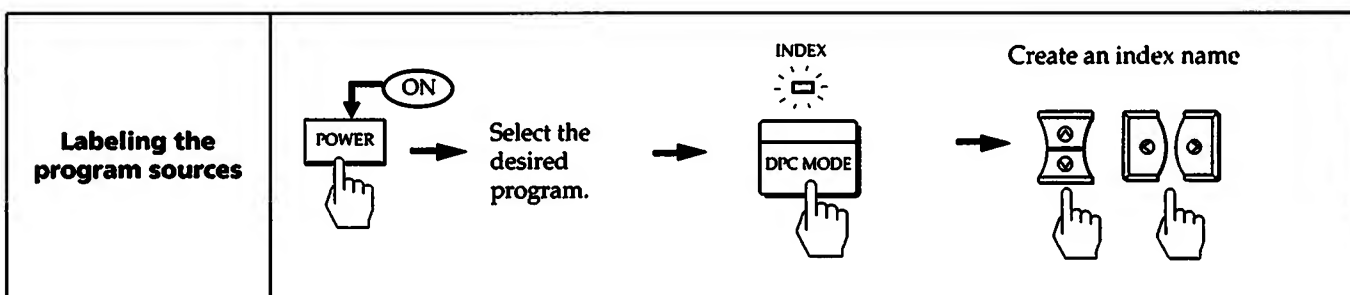 Labeling the
program sources
ON
POWER
Select the
desired
program.
INDEX
DPC MODE
Create an index name